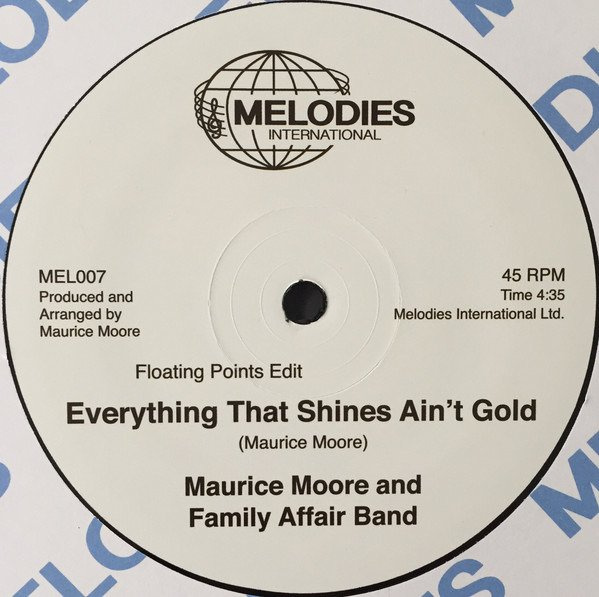 MELODIES
INTERNATIONAL
MEL007
Produced and
Arranged by
Maurice Moore
45 RPM
Time 4:35
Melodies International Ltd.
Floating Points Edit
Everything That Shines Ain't Gold
(Maurice Moore)
Maurice Moore and
Family Affair Band